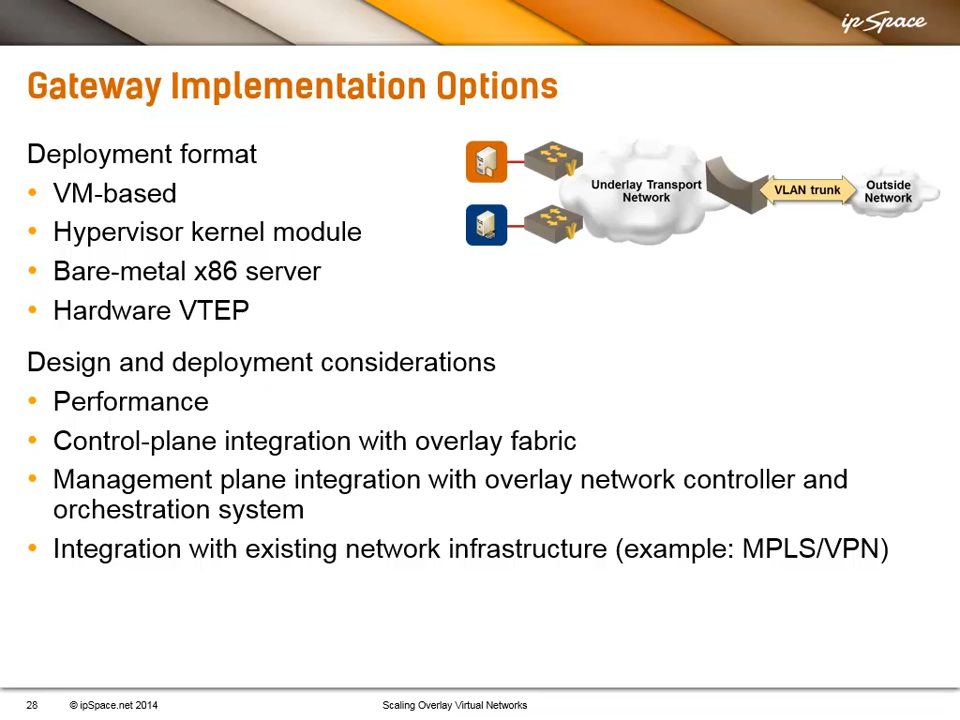 ip Space
Gateway Implementation Options
Deployment format
• VM-based
• Hypervisor kernel module
• Bare-metal x86 server
• Hardware VTEP
Underlay Transport
Network
VLAN trunk
Outside
Network
Design and deployment considerations
• Performance
• Control-plane integration with overlay fabric
• Management plane integration with overlay network controller and
orchestration system
• Integration with existing network infrastructure (example: MPLS/VPN)
28 © ipSpace.net 2014 Scaling Overlay Virtual Networks